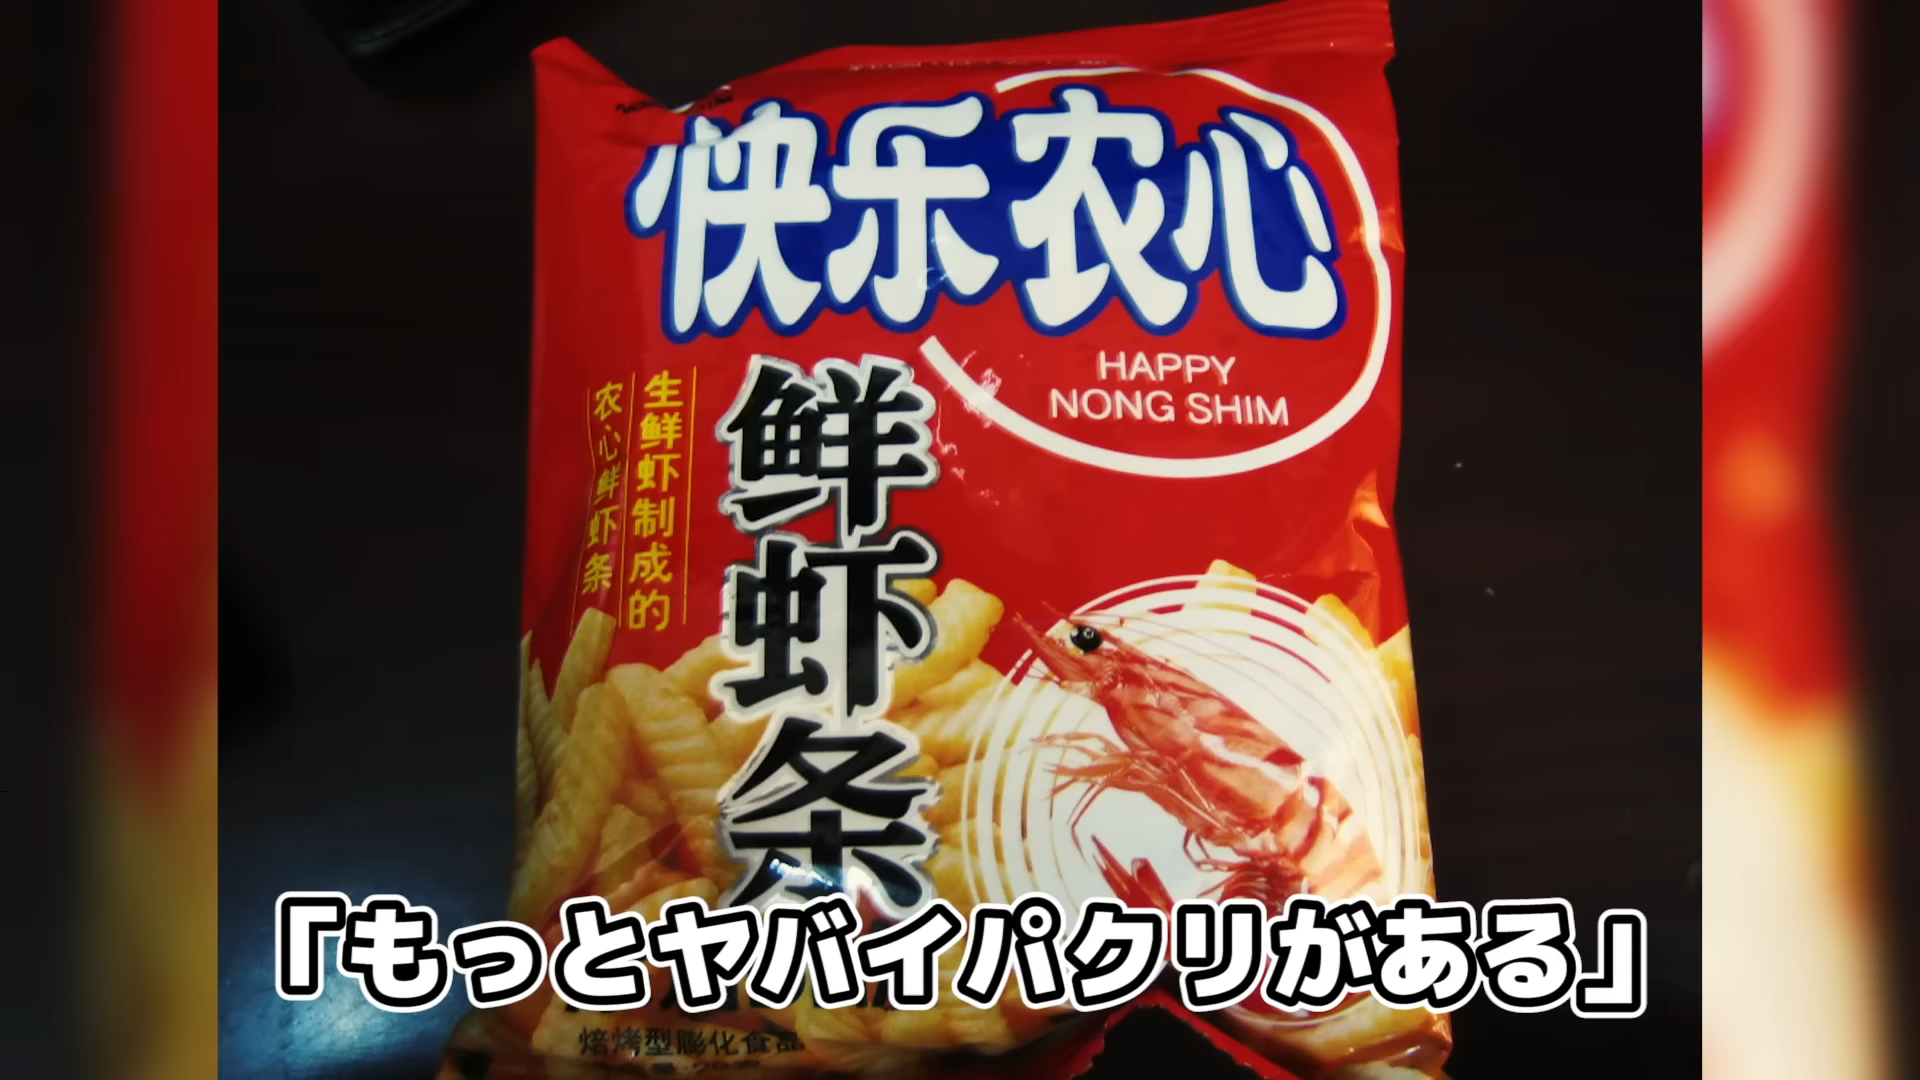 快乐农心
HAPPY
NONG SHIM
生鲜虾制成的
农心鲜虾条
鲜虾条
「もっとヤバイパクリがある」
焙烤型膨化食品